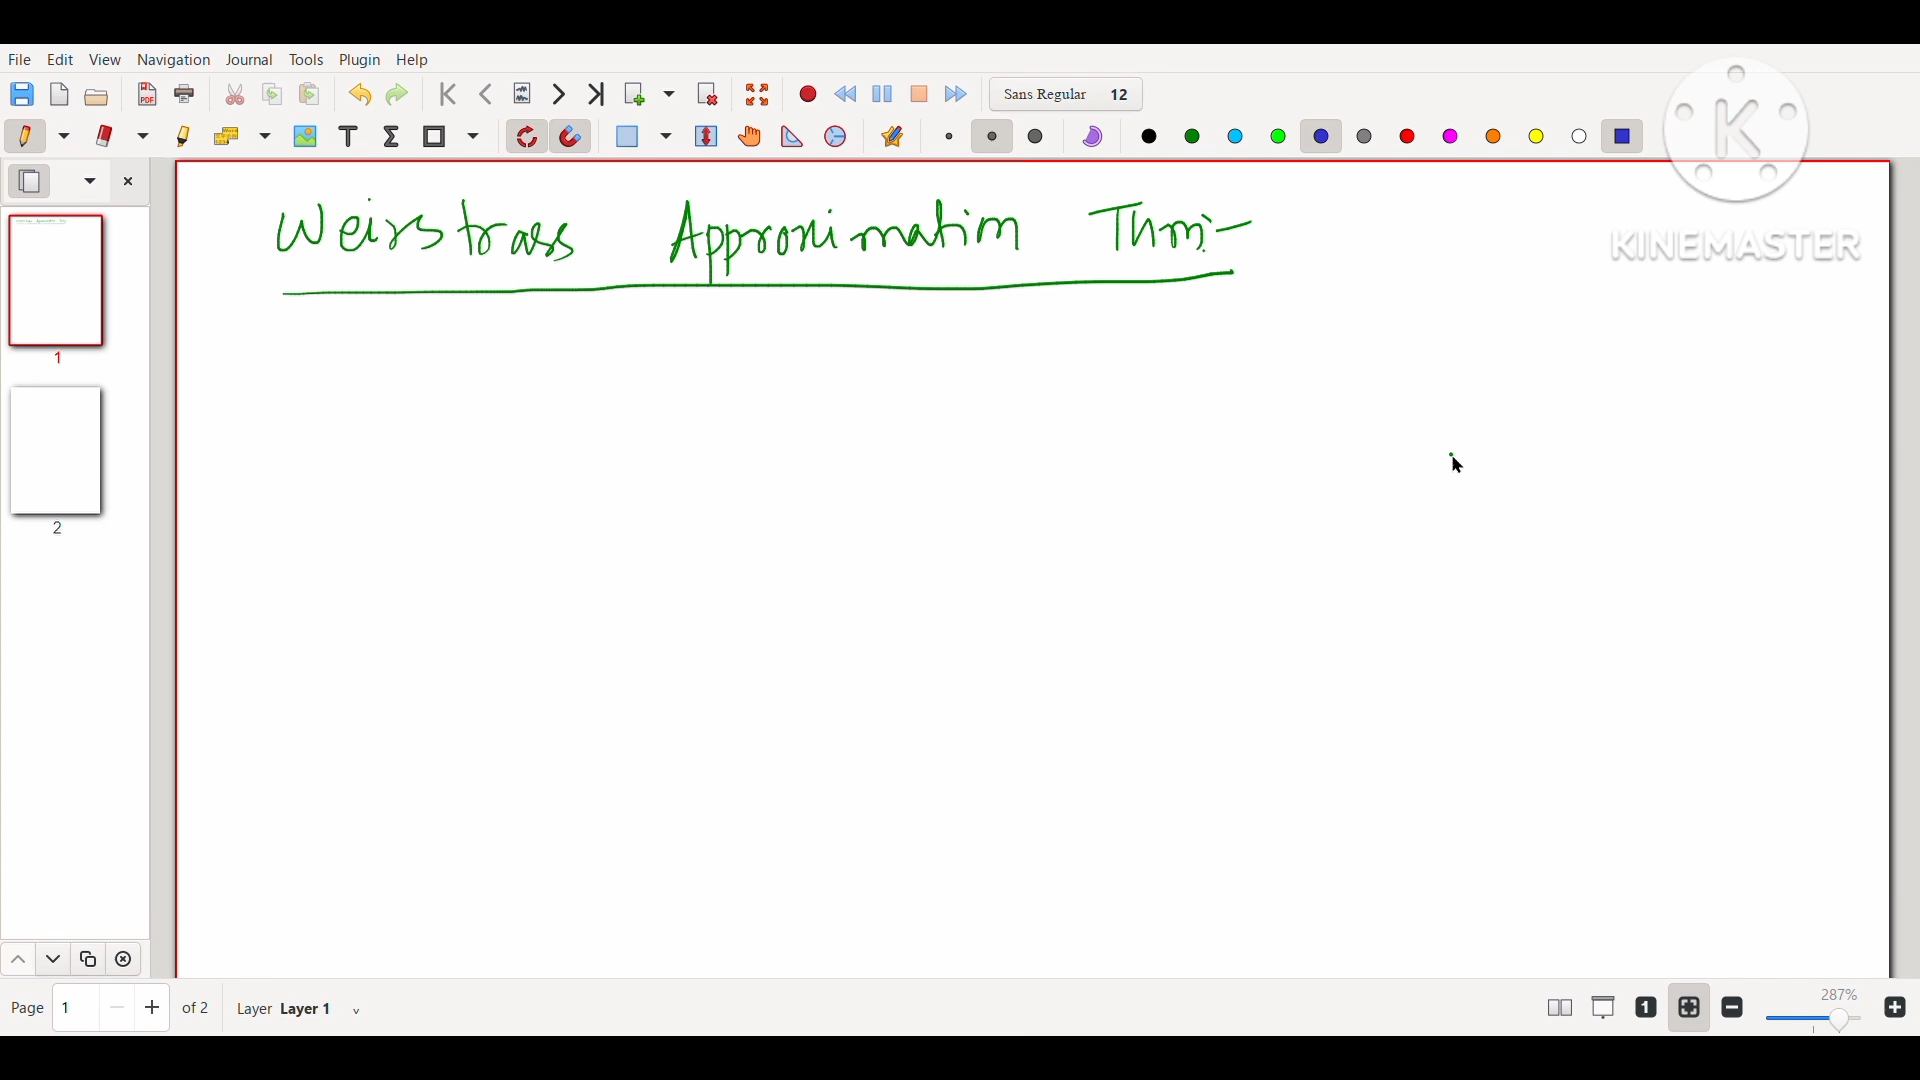 File Edit View Navigation Journal Tools Plugin Help
Sans Regular 12
K
KINEMASTER
Weirstrass Approximation Thm:-
1
2
Page 1 of 2 Layer Layer 1
287%